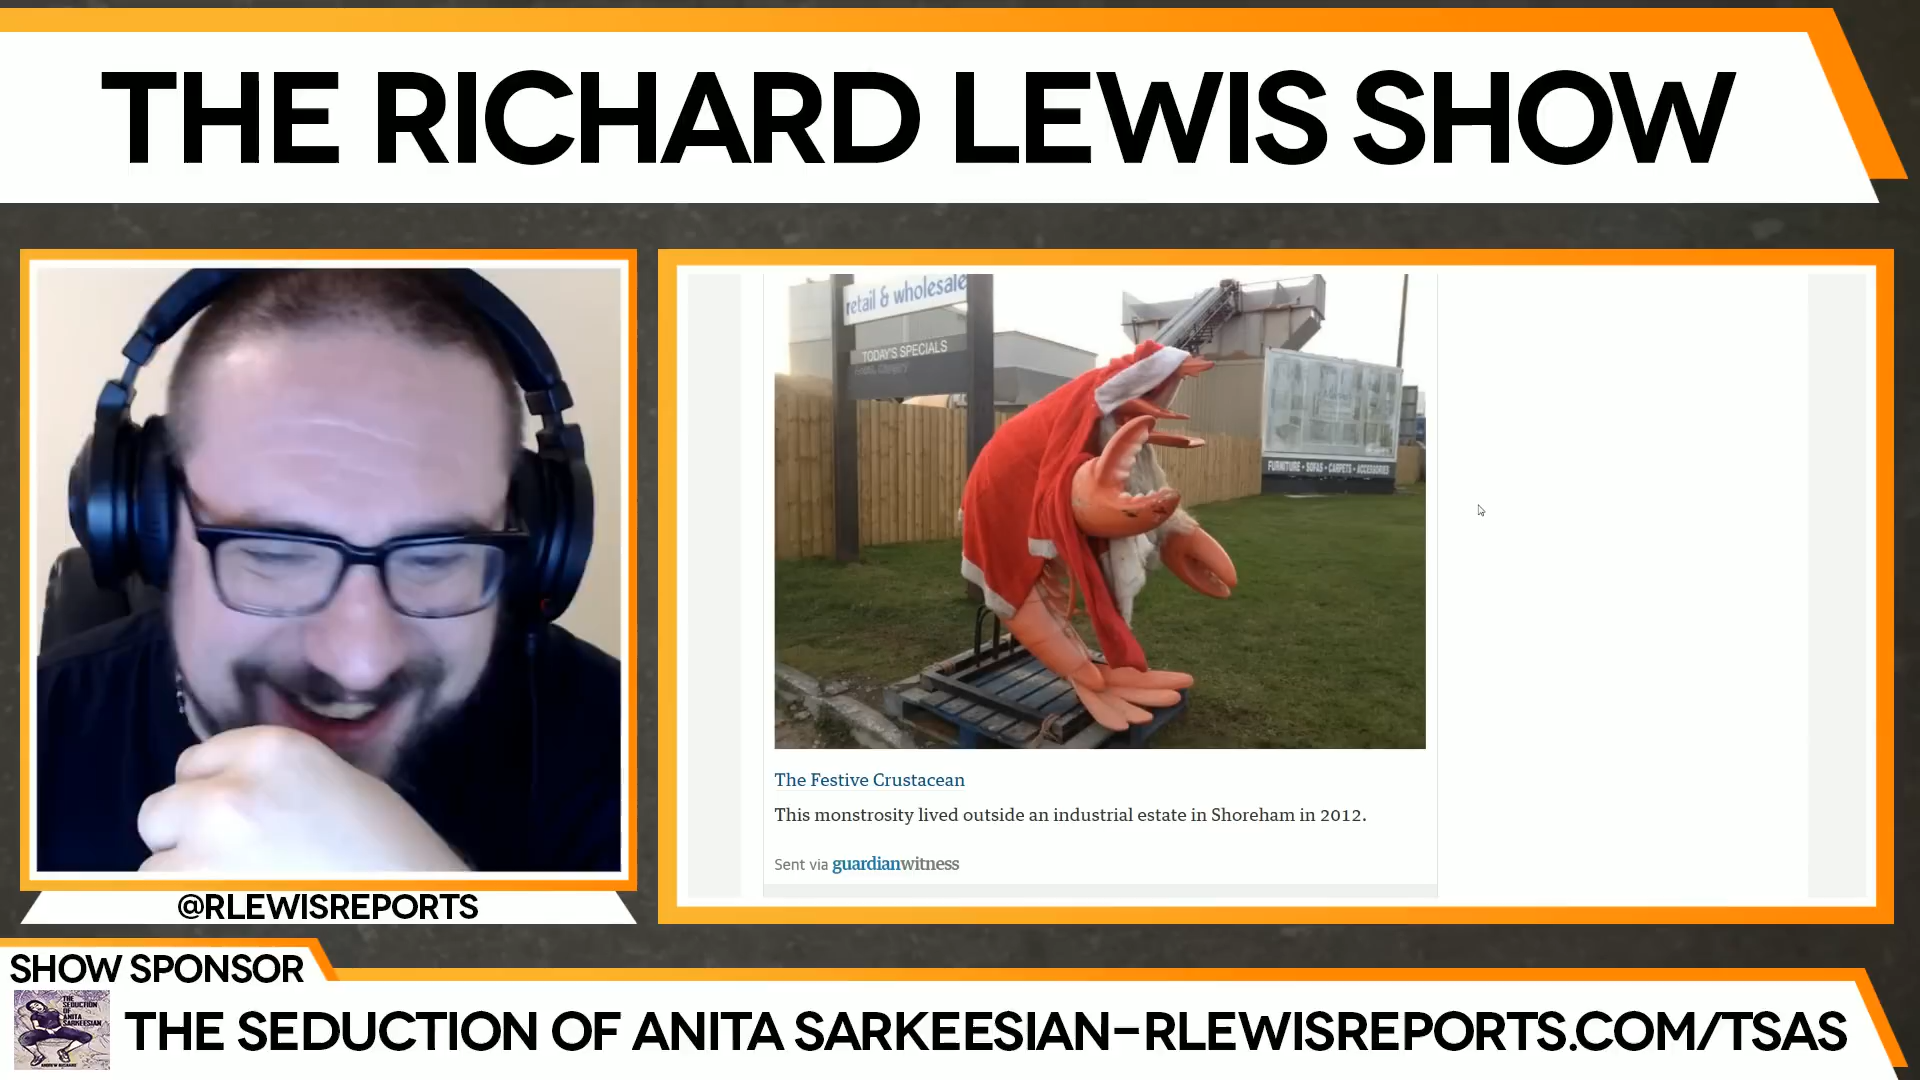 THE RICHARD LEWIS SHOW
retail & wholesale
TODAY'S SPECIALS
FURNITURE • SOFAS • CARPETS • ACCESSORIES
The Festive Crustacean
This monstrosity lived outside an industrial estate in Shoreham in 2012.
Sent via guardianwitness
@RLEWISREPORTS
SHOW SPONSOR
THE
SEDUCTION
OF
ANITA
SARKEESIAN
THE SEDUCTION OF ANITA SARKEESIAN–RLEWISREPORTS.COM/TSAS